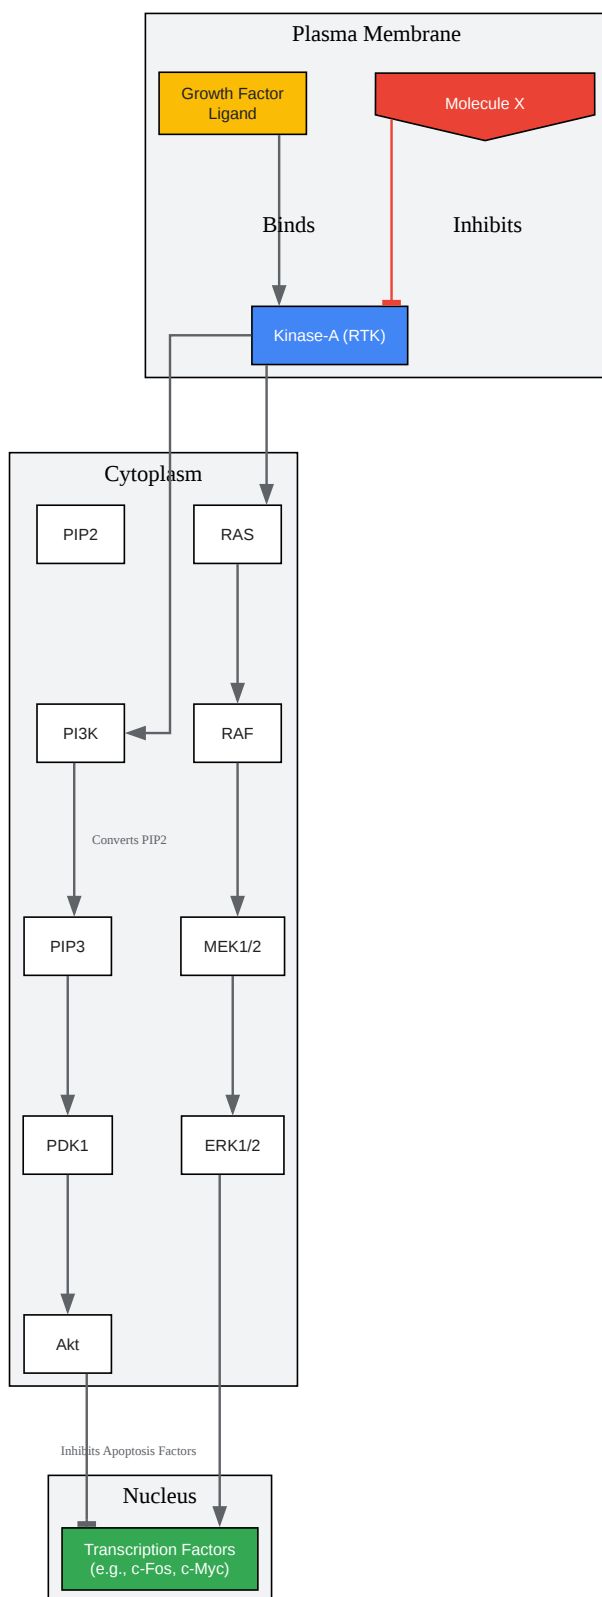 Plasma Membrane
Growth Factor
Ligand
Molecule X
Binds
Inhibits
Kinase-A (RTK)
Cytoplasm
PIP2
RAS
PI3K
RAF
Converts PIP2
PIP3
MEK1/2
PDK1
ERK1/2
Akt
Inhibits Apoptosis Factors
Nucleus
Transcription Factors
(e.g., c-Fos, c-Myc)